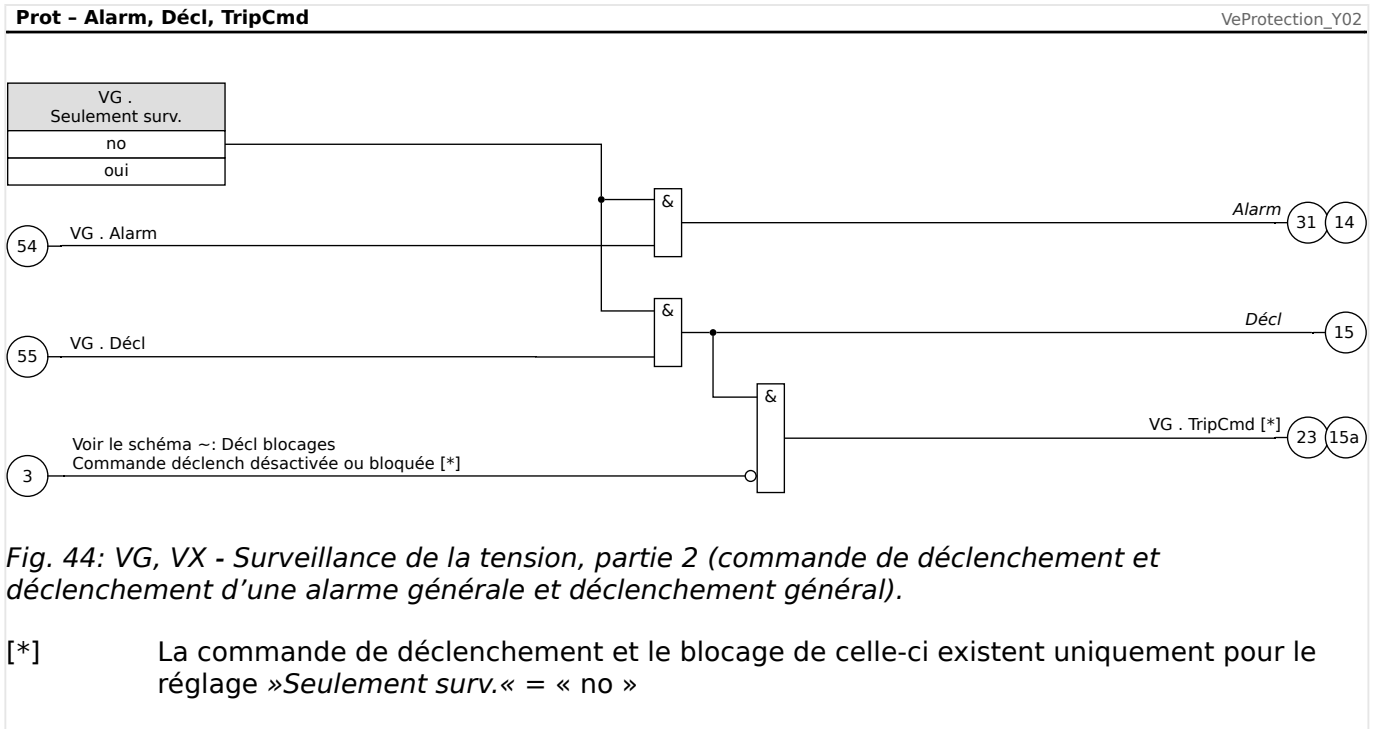 Prot – Alarm, Décl, TripCmd
VeProtection_Y02
VG .
Seulement surv.
no
oui
&
Alarm
31
14
54
VG . Alarm
&
Décl
15
55
VG . Décl
&
VG . TripCmd [*]
23
15a
Voir le schéma ~: Décl blocages
Commande déclench désactivée ou bloquée [*]
3
Fig. 44: VG, VX - Surveillance de la tension, partie 2 (commande de déclenchement et
déclenchement d’une alarme générale et déclenchement général).
[*] La commande de déclenchement et le blocage de celle-ci existent uniquement pour le
réglage »Seulement surv.« = « no »